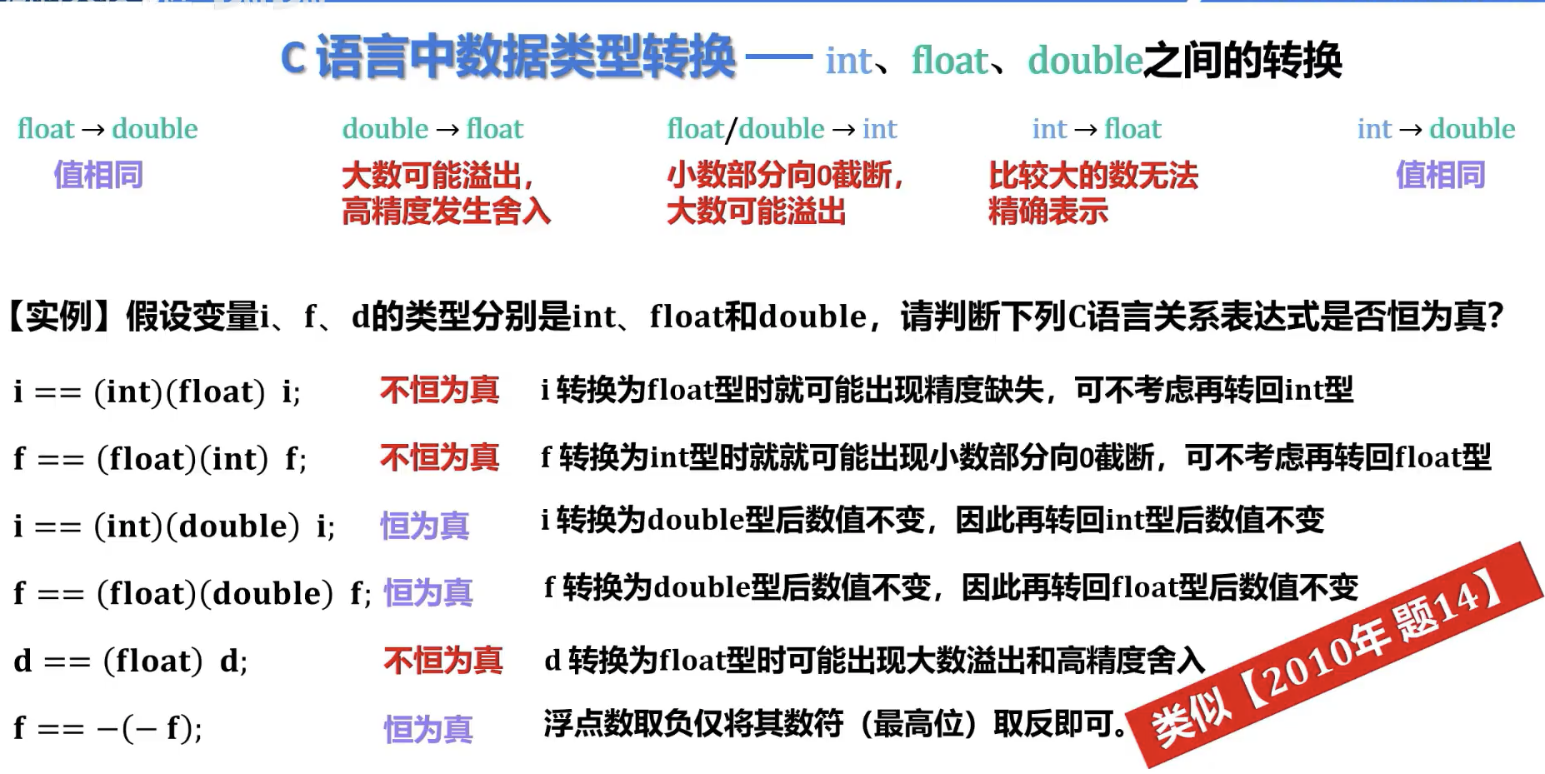 C 语言中数据类型转换 —— int、float、double之间的转换
float → double
值相同
double → float
大数可能溢出，
高精度发生舍入
float/double → int
小数部分向0截断，
大数可能溢出
int → float
比较大的数无法
精确表示
int → double
值相同
【实例】假设变量i、f、d的类型分别是int、float和double，请判断下列C语言关系表达式是否恒为真？
i == (int)(float) i; 不恒为真 i 转换为float型时就可能出现精度缺失，可不考虑再转回int型
f == (float)(int) f; 不恒为真 f 转换为int型时就就可能出现小数部分向0截断，可不考虑再转回float型
i == (int)(double) i; 恒为真 i 转换为double型后数值不变，因此再转回int型后数值不变
f == (float)(double) f; 恒为真 f 转换为double型后数值不变，因此再转回float型后数值不变
d == (float) d; 不恒为真 d 转换为float型时可能出现大数溢出和高精度舍入
f == −(− f); 恒为真 浮点数取负仅将其数符（最高位）取反即可。
类似【2010年 题14】